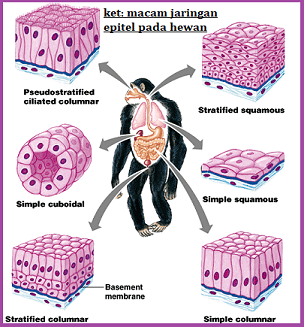 ket: macam jaringan
epitel pada hewan
Pseudostratified
ciliated columnar
Stratified squamous
Simple cuboidal
Simple squamous
Basement
membrane
Stratified columnar
Simple columnar